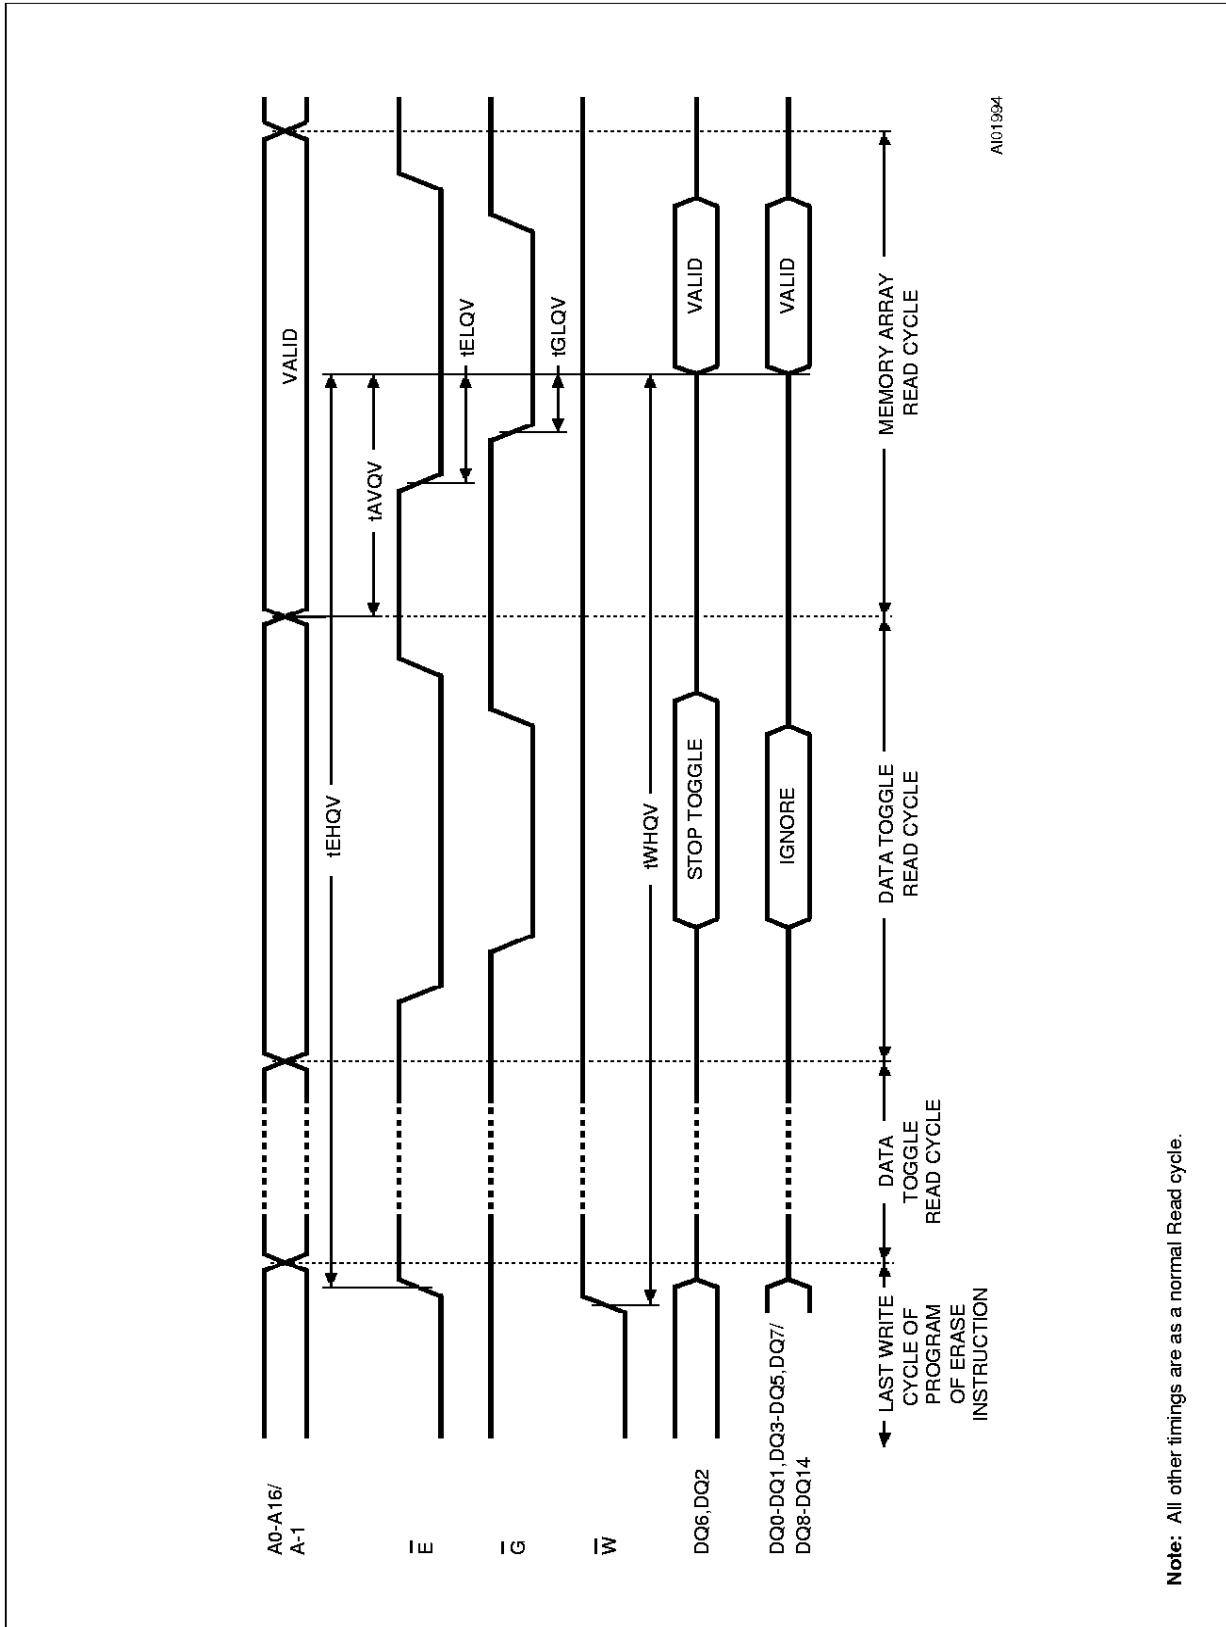 A0-A16/
A-1
VALID
tEHQV
tAVQV
E
tELQV
G
tGLQV
W
tWHQV
DQ6,DQ2
STOP TOGGLE
VALID
DQ0-DQ1,DQ3-DQ5,DQ7/
DQ8-DQ14
IGNORE
VALID
LAST WRITE
CYCLE OF
PROGRAM
OF ERASE
INSTRUCTION
DATA
TOGGLE
READ CYCLE
DATA TOGGLE
READ CYCLE
MEMORY ARRAY
READ CYCLE
AI01994
Note: All other timings are as a normal Read cycle.